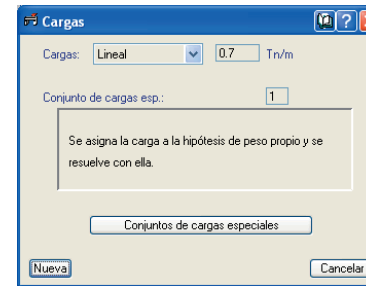 Cargas
Cargas: Lineal 0.7 Tn/m
Conjunto de cargas esp.: 1
Se asigna la carga a la hipótesis de peso propio y se
resuelve con ella.
Conjuntos de cargas especiales
Nueva Cancelar